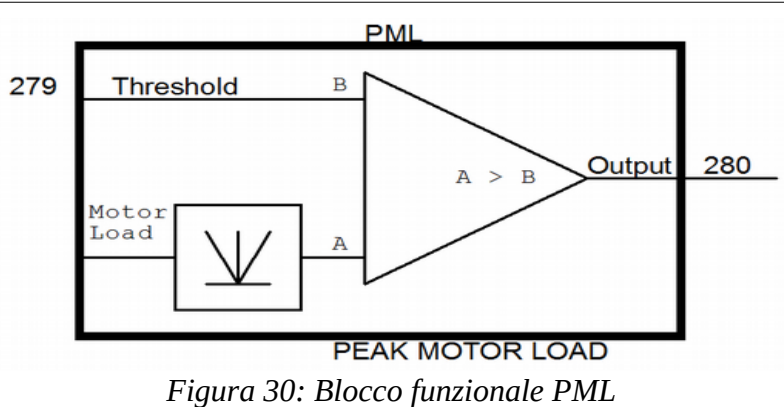 PML
279 Threshold B
A > B Output 280
Motor
Load
A
PEAK MOTOR LOAD
Figura 30: Blocco funzionale PML